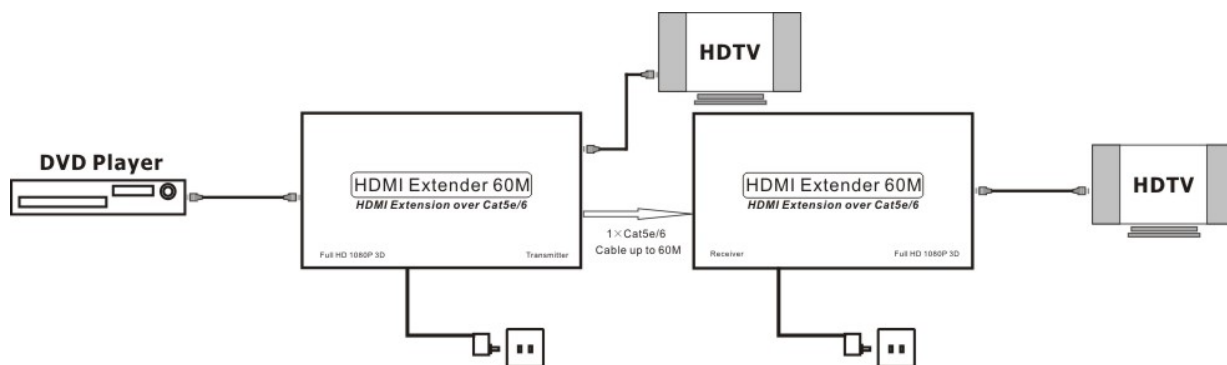 HDTV
DVD Player
HDMI Extender 60M
HDMI Extension over Cat5e/6
Full HD 1080P 3D
Transmitter
1×Cat5e/6
Cable up to 60M
HDMI Extender 60M
HDMI Extension over Cat5e/6
Receiver
Full HD 1080P 3D
HDTV